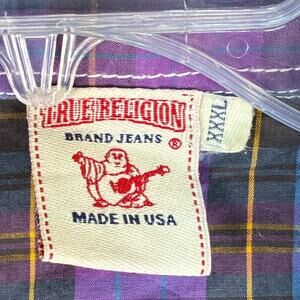 TRUE RELIGION
BRAND JEANS
®
MADE IN USA
XXXL